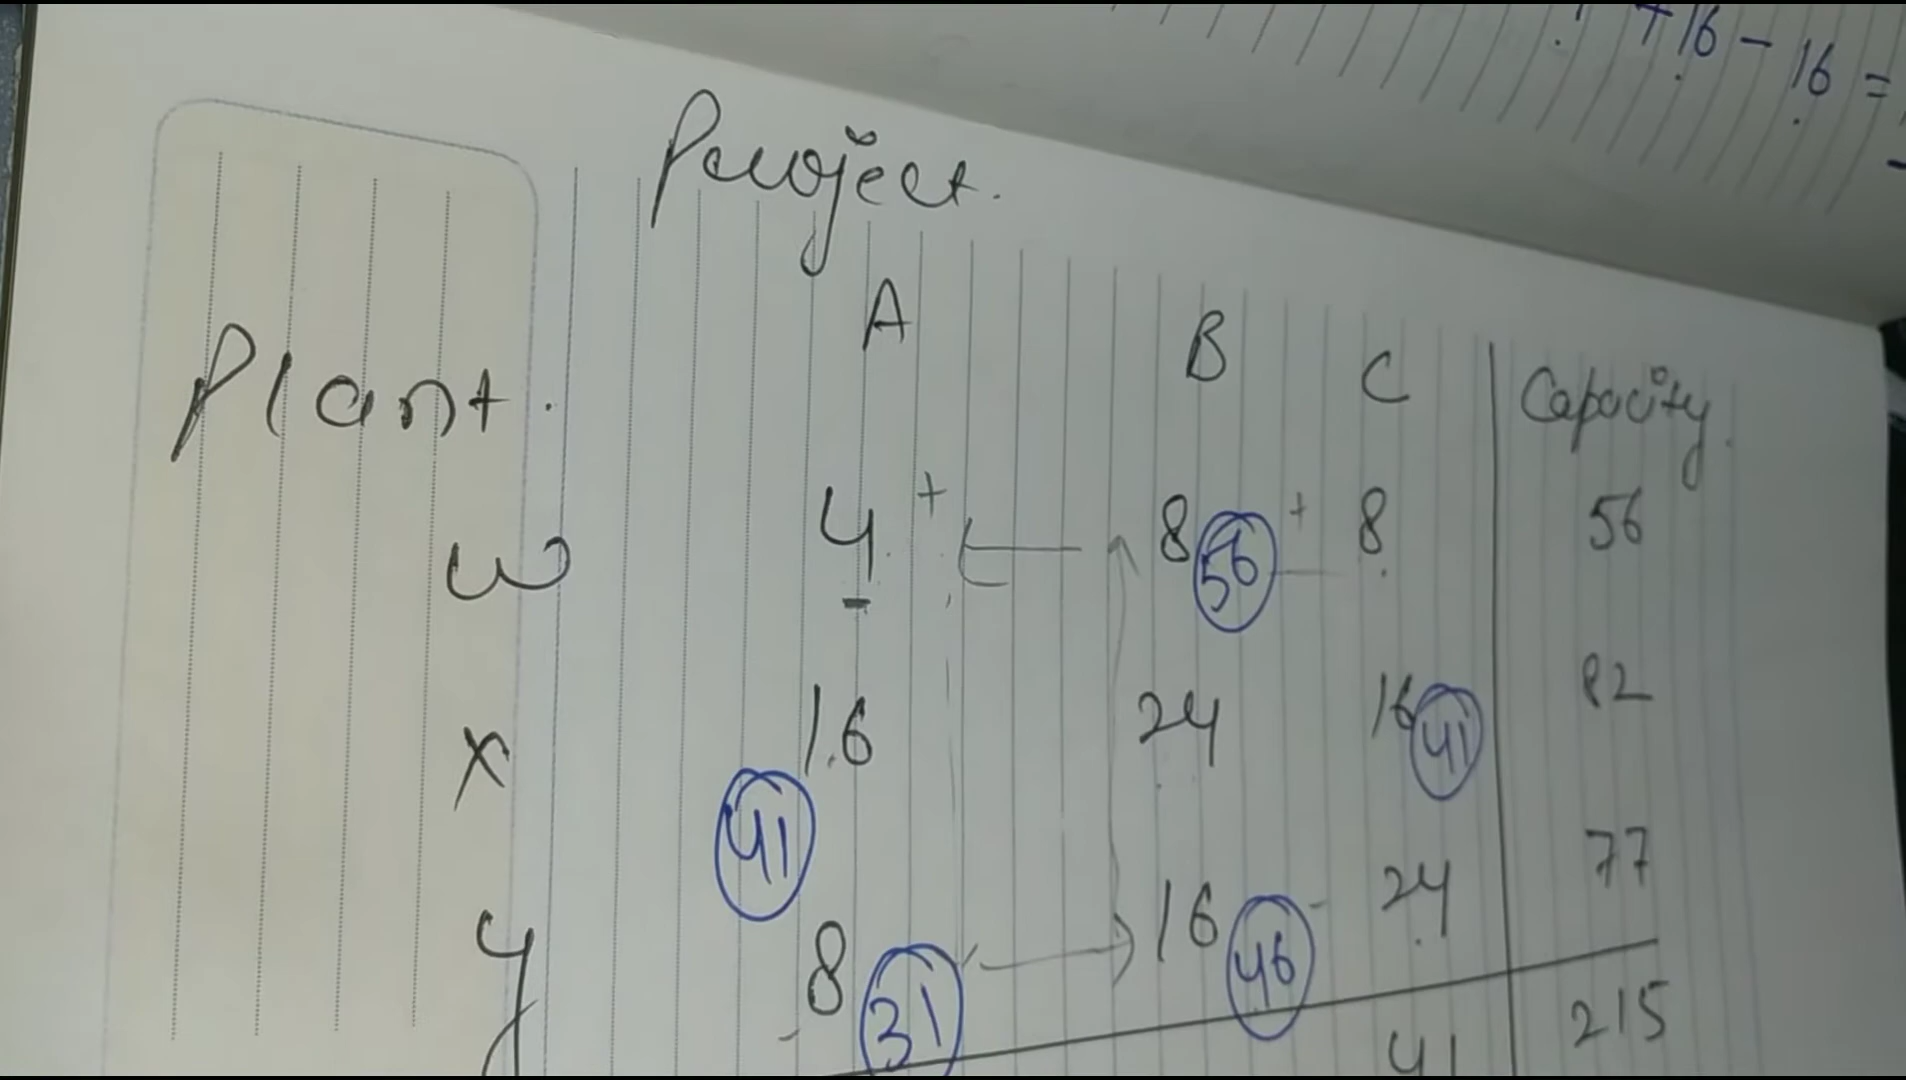 +16 - 16 =
Project.
A B C Capacity.
Plant.
W 4 + 8 56 + 8 56
X 16 24 16 41 82
41
Y 8 31 16 46 - 24 77
41 215